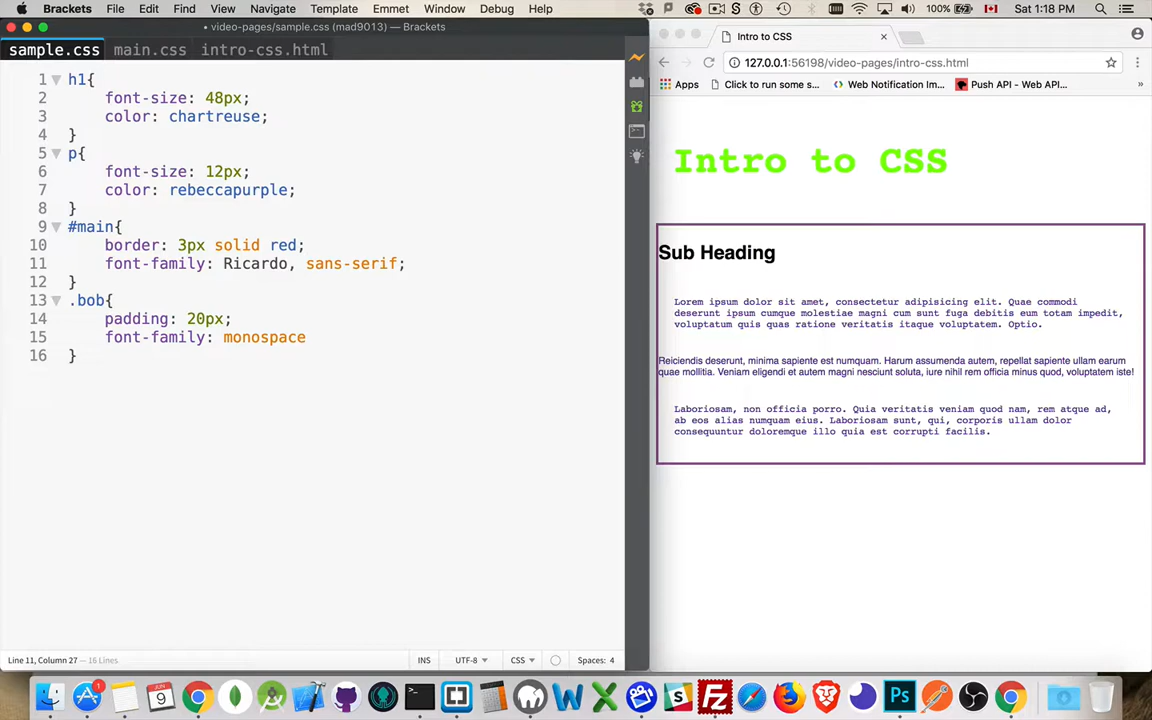 Brackets File Edit Find View Navigate Template Emmet Window Debug Help
100% Sat 1:18 PM
• video-pages/sample.css (mad9013) — Brackets
sample.css main.css intro-css.html
1 h1{
2 font-size: 48px;
3 color: chartreuse;
4 }
5 p{
6 font-size: 12px;
7 color: rebeccapurple;
8 }
9 #main{
10 border: 3px solid red;
11 font-family: Ricardo, sans-serif;
12 }
13 .bob{
14 padding: 20px;
15 font-family: monospace
16 }
Line 11, Column 27 — 16 Lines
INS UTF-8 CSS Spaces: 4
Intro to CSS
127.0.0.1:56198/video-pages/intro-css.html
Apps Click to run some s... Web Notification Im... Push API - Web API... »
Intro to CSS
Sub Heading
Lorem ipsum dolor sit amet, consectetur adipisicing elit. Quae commodi
deserunt ipsum cumque molestiae magni cum sunt fuga debitis eum totam impedit,
voluptatum quis quas ratione veritatis itaque voluptatem. Optio.
Reiciendis deserunt, minima sapiente est numquam. Harum assumenda autem, repellat sapiente ullam earum
quae mollitia. Veniam eligendi et autem magni nesciunt soluta, iure nihil rem officia minus quod, voluptatem iste!
Laboriosam, non officia porro. Quia veritatis veniam quod nam, rem atque ad,
ab eos alias numquam eius. Laboriosam sunt, qui, corporis ullam dolor
consequuntur doloremque illo quia est corrupti facilis.